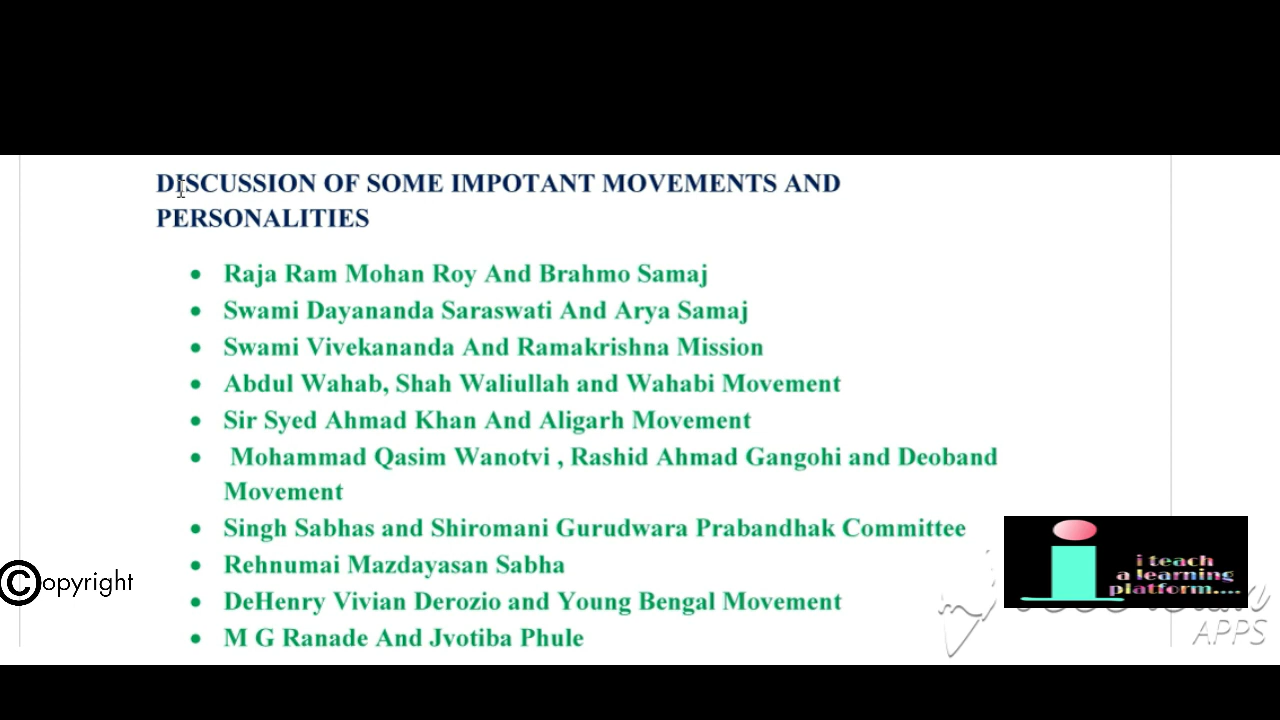 DISCUSSION OF SOME IMPOTANT MOVEMENTS AND
PERSONALITIES
• Raja Ram Mohan Roy And Brahmo Samaj
• Swami Dayananda Saraswati And Arya Samaj
• Swami Vivekananda And Ramakrishna Mission
• Abdul Wahab, Shah Waliullah and Wahabi Movement
• Sir Syed Ahmad Khan And Aligarh Movement
• Mohammad Qasim Wanotvi , Rashid Ahmad Gangohi and Deoband
Movement
• Singh Sabhas and Shiromani Gurudwara Prabandhak Committee
• Rehnumai Mazdayasan Sabha
• DeHenry Vivian Derozio and Young Bengal Movement
• M G Ranade And Jyotiba Phule
©opyright
i teach
a learning
platform....
APPS